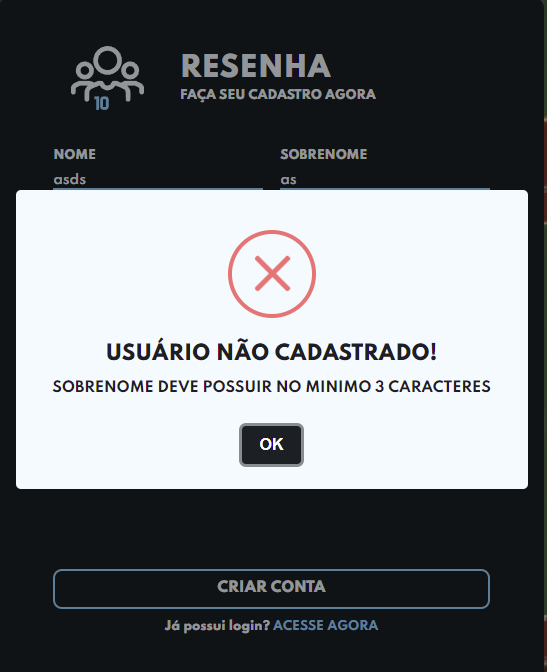 RESENHA
10
FAÇA SEU CADASTRO AGORA
NOME
SOBRENOME
asds
as
USUÁRIO NÃO CADASTRADO!
SOBRENOME DEVE POSSUIR NO MINIMO 3 CARACTERES
OK
CRIAR CONTA
Já possui login? ACESSE AGORA